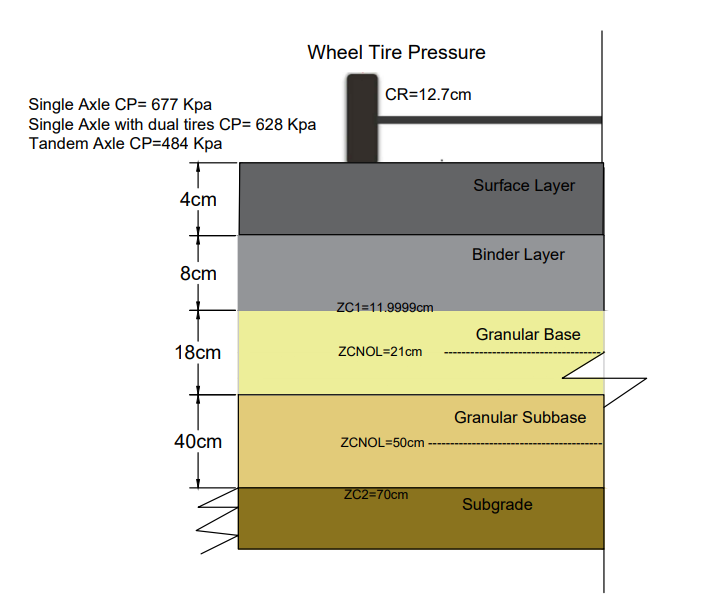 Wheel Tire Pressure
CR=12.7cm
Single Axle CP= 677 Kpa
Single Axle with dual tires CP= 628 Kpa
Tandem Axle CP=484 Kpa
Surface Layer
4cm
Binder Layer
8cm
ZC1=11.9999cm
Granular Base
18cm
ZCNOL=21cm
Granular Subbase
40cm
ZCNOL=50cm
ZC2=70cm
Subgrade